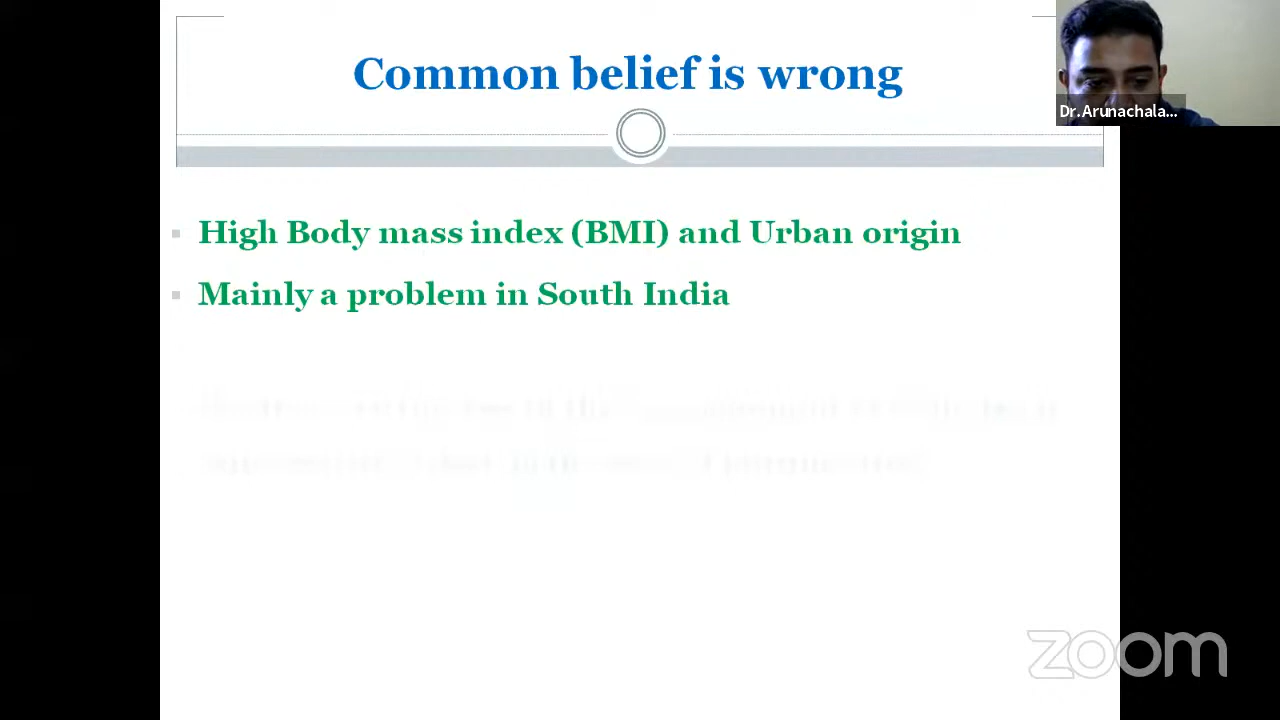 Common belief is wrong
Dr.Arunachala...
High Body mass index (BMI) and Urban origin
Mainly a problem in South India
zoom